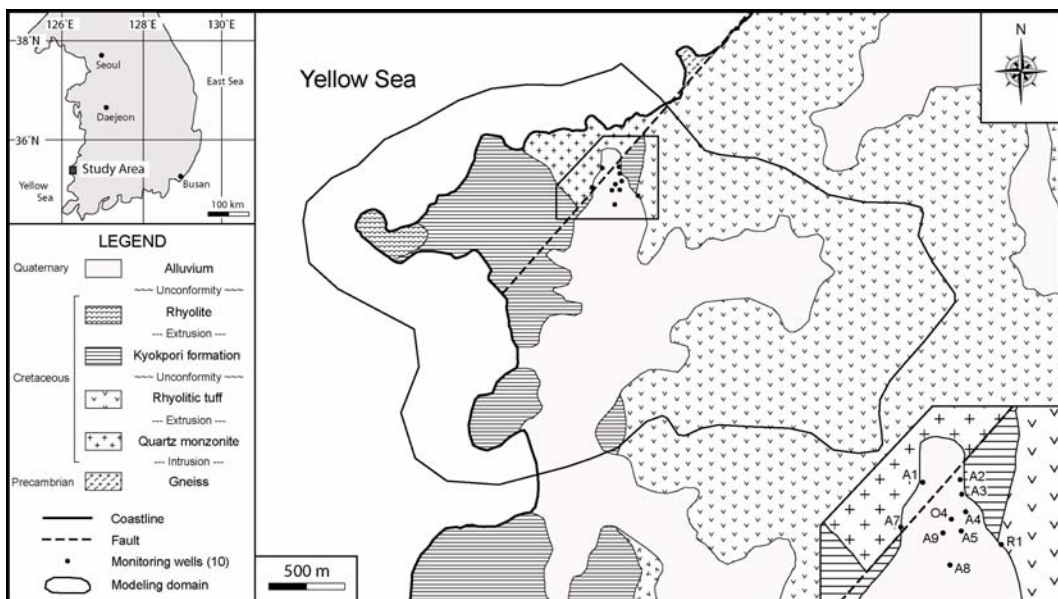 126°E 128°E 130°E
38°N
Seoul
East Sea
Daejeon
36°N
Study Area
Yellow
Sea
Busan
100 km
LEGEND
Quaternary Alluvium
~~~ Unconformity ~~~
Rhyolite
--- Extrusion ---
Kyokpori formation
~~~ Unconformity ~~~
Cretaceous
Rhyolitic tuff
--- Extrusion ---
Quartz monzonite
--- Intrusion ---
Precambrian Gneiss
Coastline
Fault
Monitoring wells (10)
Modeling domain
Yellow Sea
N
500 m
A1 A2
A3
O4 A4
A7
A9 A5 R1
A8